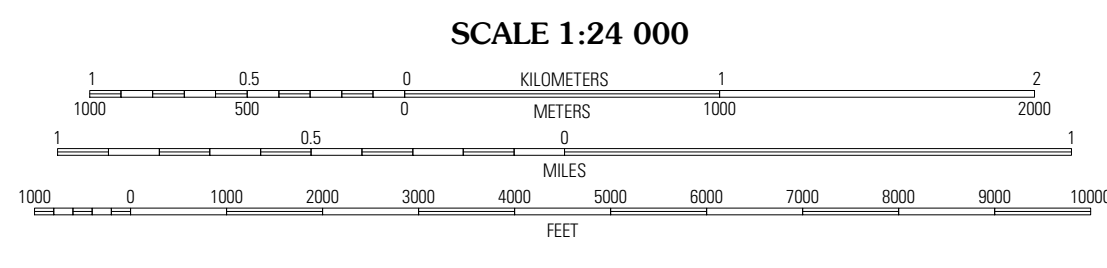 SCALE 1:24 000
1 0.5 0 KILOMETERS 1 2
1000 500 0 METERS 1000 2000
1 0.5 0 1
MILES
1000 0 1000 2000 3000 4000 5000 6000 7000 8000 9000 10000
FEET